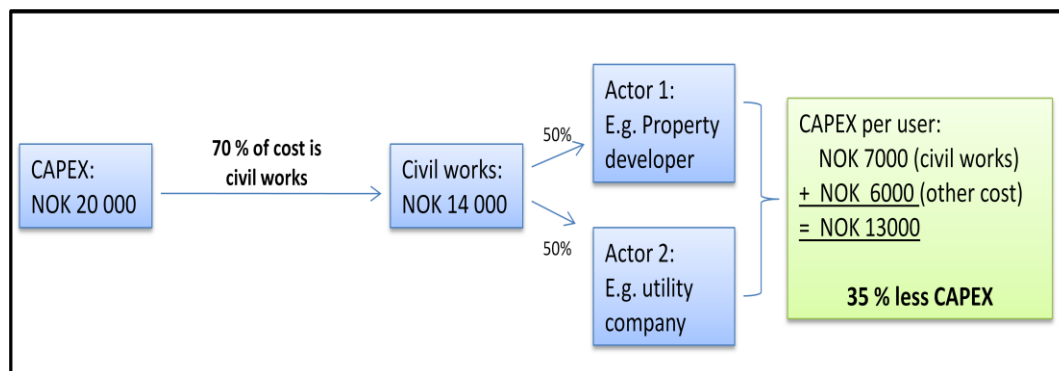 CAPEX:
NOK 20 000
70 % of cost is
civil works
Civil works:
NOK 14 000
50%
50%
Actor 1:
E.g. Property
developer
Actor 2:
E.g. utility
company
CAPEX per user:
NOK 7000 (civil works)
+ NOK 6000 (other cost)
= NOK 13000
35 % less CAPEX